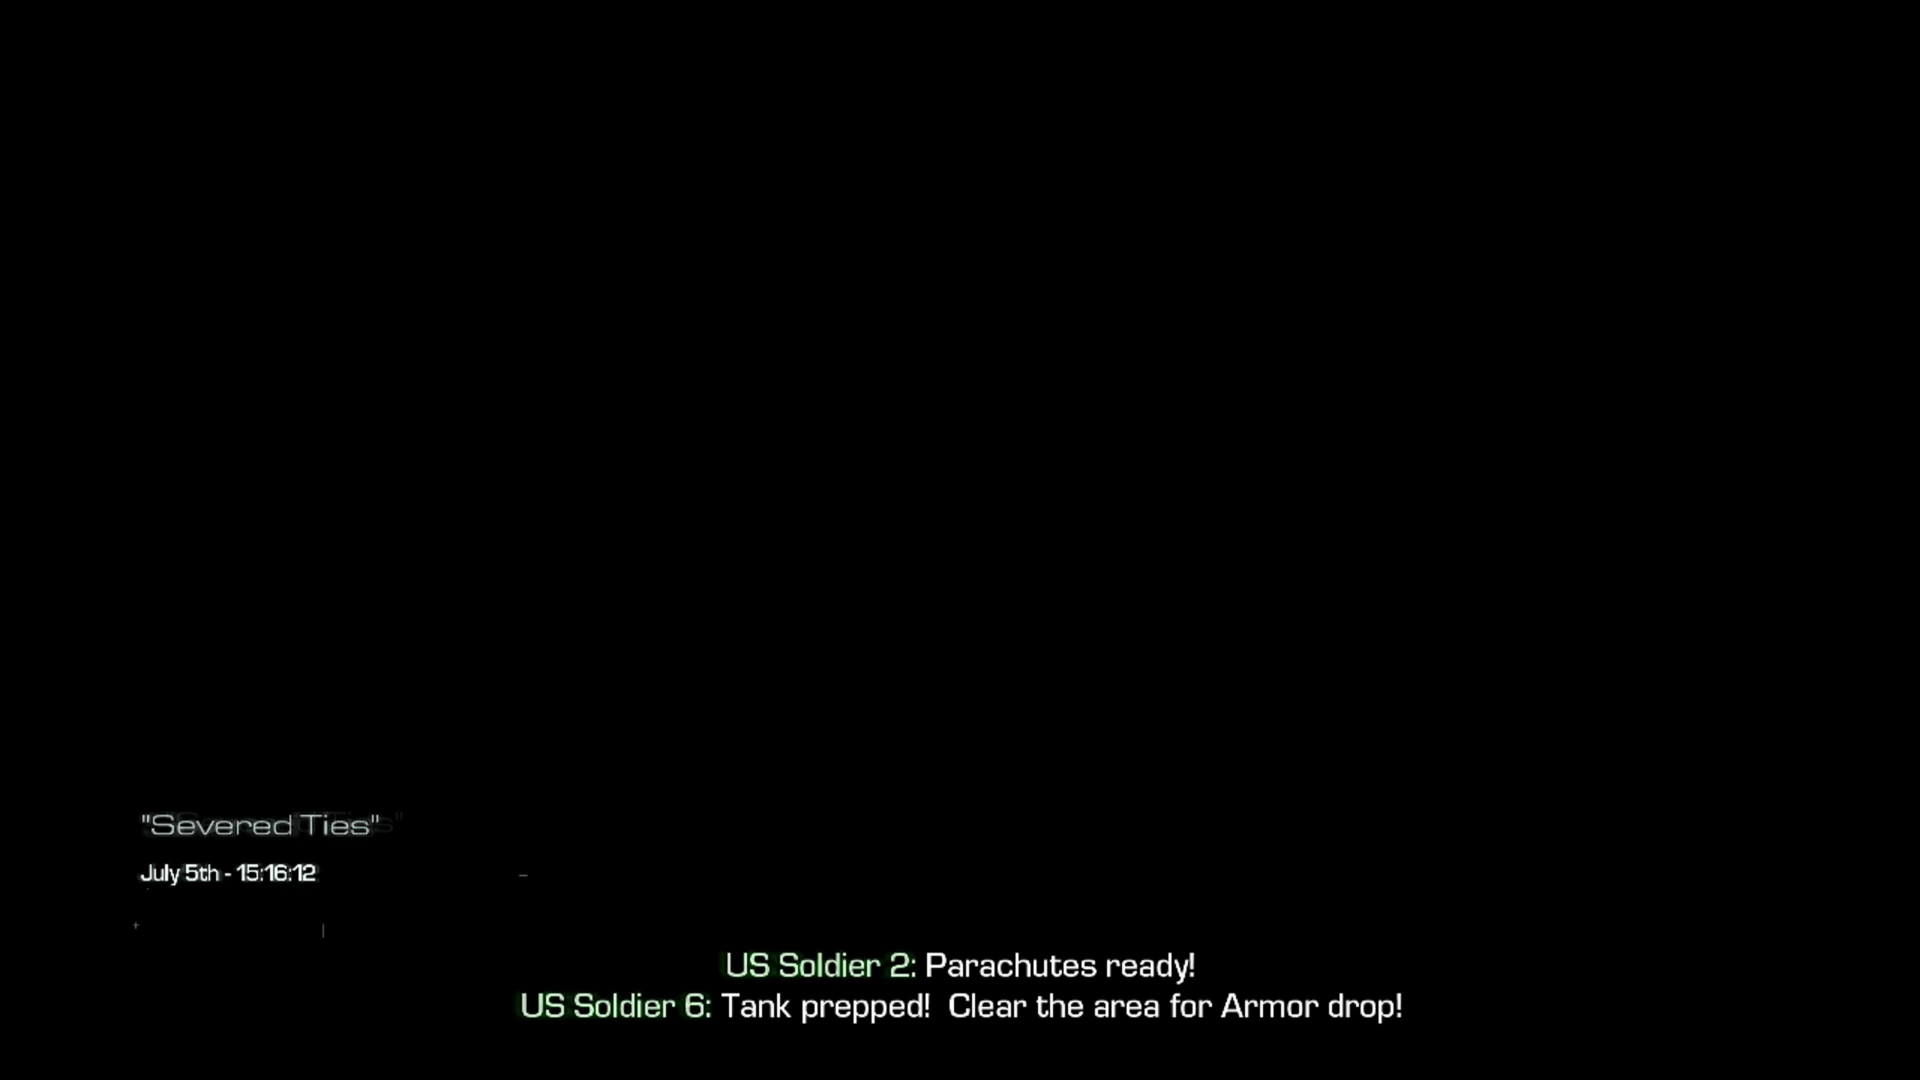 "Severed Ties"
July 5th - 15:16:12
US Soldier 2: Parachutes ready!
US Soldier 6: Tank prepped!  Clear the area for Armor drop!